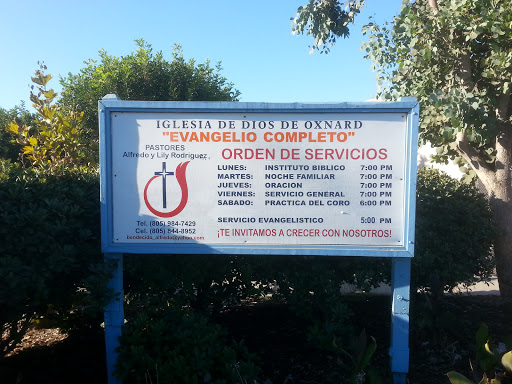 IGLESIA DE DIOS DE OXNARD
"EVANGELIO COMPLETO"
PASTORES
Alfredo y Lily Rodriguez
ORDEN DE SERVICIOS
LUNES: INSTITUTO BIBLICO 7:00 PM
MARTES: NOCHE FAMILIAR 7:00 PM
JUEVES: ORACION 7:00 PM
VIERNES: SERVICIO GENERAL 7:00 PM
SABADO: PRACTICA DEL CORO 6:00 PM
SERVICIO EVANGELISTICO 5:00 PM
Tel. (805) 984-7429
Cel. (805) 844-8952
bendecido_alfredo@yahoo.com
¡TE INVITAMOS A CRECER CON NOSOTROS!